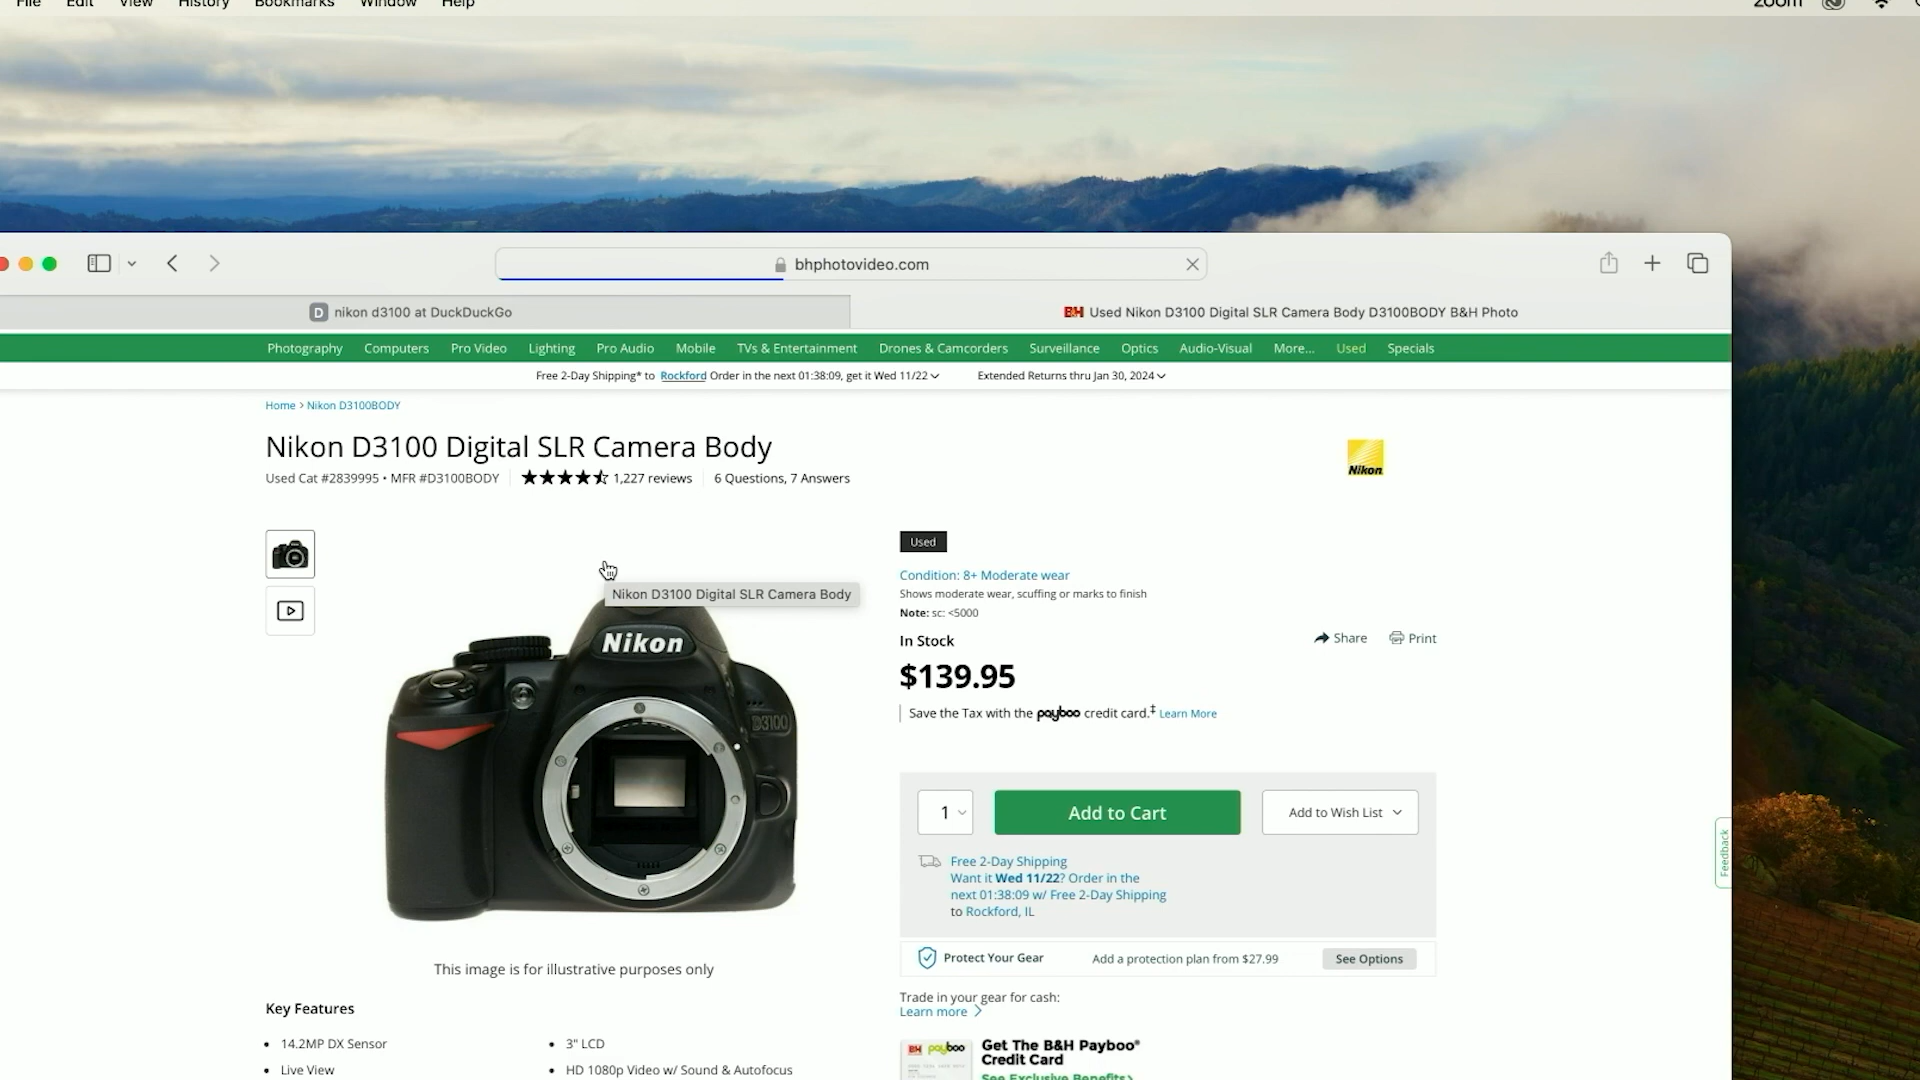 File Edit View History Bookmarks Window Help
zoom
bhphotovideo.com
D nikon d3100 at DuckDuckGo
BH Used Nikon D3100 Digital SLR Camera Body D3100BODY B&H Photo
Photography Computers Pro Video Lighting Pro Audio Mobile TVs & Entertainment Drones & Camcorders Surveillance Optics Audio-Visual More... Used Specials
Free 2-Day Shipping* to Rockford Order in the next 01:38:09, get it Wed 11/22 Extended Returns thru Jan 30, 2024
Home > Nikon D3100BODY
Nikon D3100 Digital SLR Camera Body
Nikon
Used Cat #2839995 • MFR #D3100BODY 1,227 reviews 6 Questions, 7 Answers
Nikon D3100 Digital SLR Camera Body
Nikon
D3100
This image is for illustrative purposes only
Key Features
• 14.2MP DX Sensor
• Live View
• 3" LCD
• HD 1080p Video w/ Sound & Autofocus
Used
Condition: 8+ Moderate wear
Shows moderate wear, scuffing or marks to finish
Note: sc: <5000
In Stock
Share Print
$139.95
Save the Tax with the payboo credit card.‡ Learn More
1 Add to Cart Add to Wish List
Free 2-Day Shipping
Want it Wed 11/22? Order in the
next 01:38:09 w/ Free 2-Day Shipping
to Rockford, IL
Protect Your Gear Add a protection plan from $27.99 See Options
Trade in your gear for cash:
Learn more >
BH payboo
Get The B&H Payboo®
Credit Card
See Exclusive Benefits>
Feedback